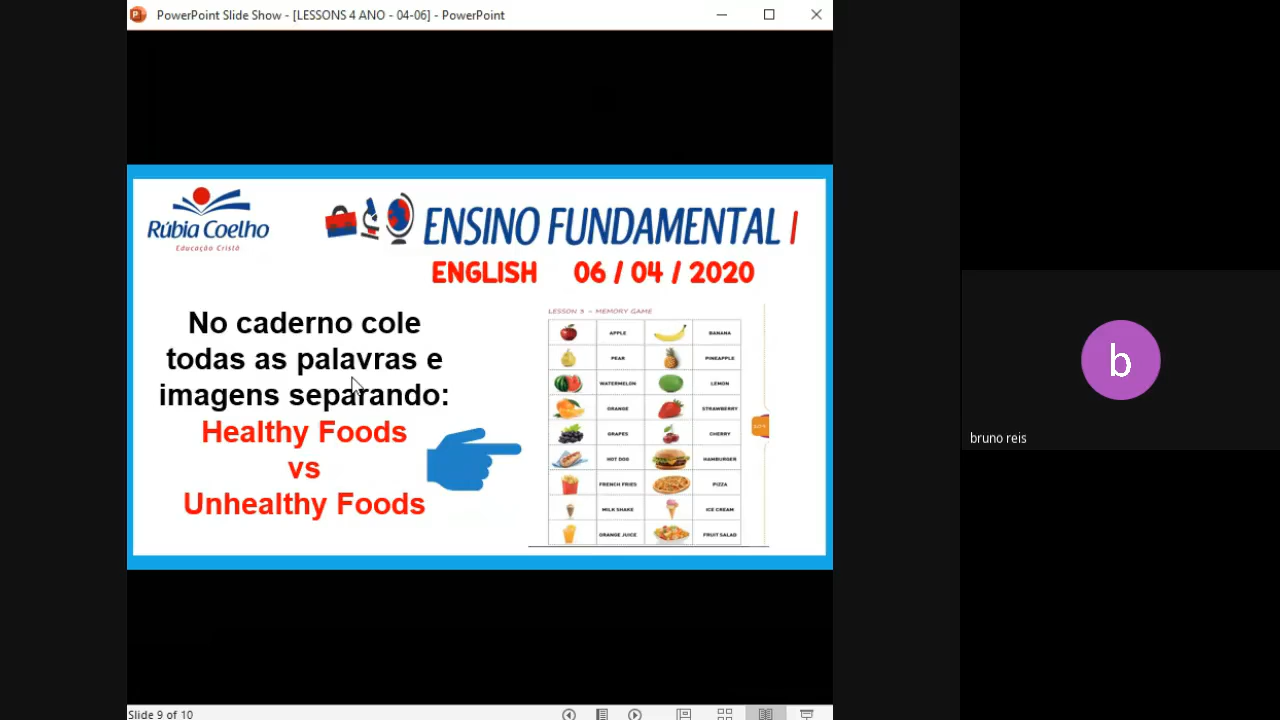 PowerPoint Slide Show - [LESSONS 4 ANO - 04-06] - PowerPoint
Rúbia Coelho
Educação Cristã
ENSINO FUNDAMENTAL I
ENGLISH 06 / 04 / 2020
No caderno cole
todas as palavras e
imagens separando:
Healthy Foods
vs
Unhealthy Foods
LESSON 3 – MEMORY GAME
APPLE BANANA
PEAR PINEAPPLE
WATERMELON LEMON
ORANGE STRAWBERRY
GRAPES CHERRY
HOT DOG HAMBURGER
FRENCH FRIES PIZZA
MILK SHAKE ICE CREAM
ORANGE JUICE FRUIT SALAD
b
bruno reis
Slide 9 of 10